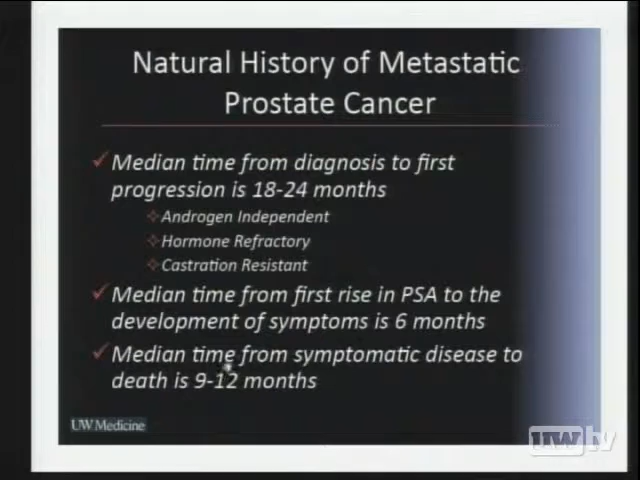 Natural History of Metastatic
Prostate Cancer
Median time from diagnosis to first
progression is 18-24 months
Androgen Independent
Hormone Refractory
Castration Resistant
Median time from first rise in PSA to the
development of symptoms is 6 months
Median time from symptomatic disease to
death is 9-12 months
UW Medicine
UWtv